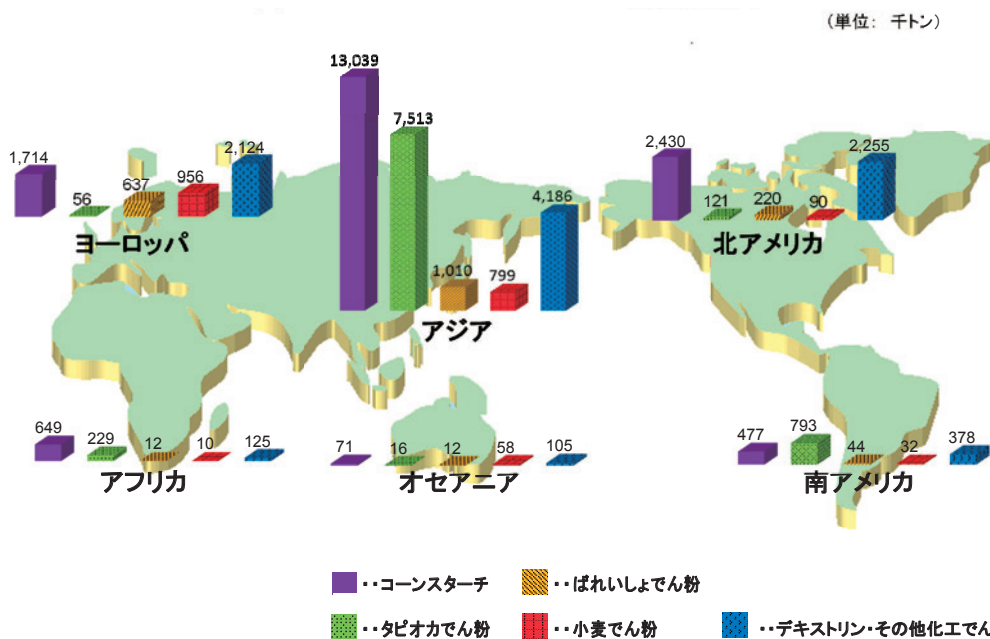 (単位: 千トン)
13,039
7,513
4,186
1,010
799
アジア
1,714
56
637
956
2,124
ヨーロッパ
2,430
121
220
90
2,255
北アメリカ
649
229
12
10
125
アフリカ
71
16
12
58
105
オセアニア
477
793
44
32
378
南アメリカ
・・コーンスターチ
・・ばれいしょでん粉
・・タピオカでん粉
・・小麦でん粉
・・デキストリン・その他化工でん